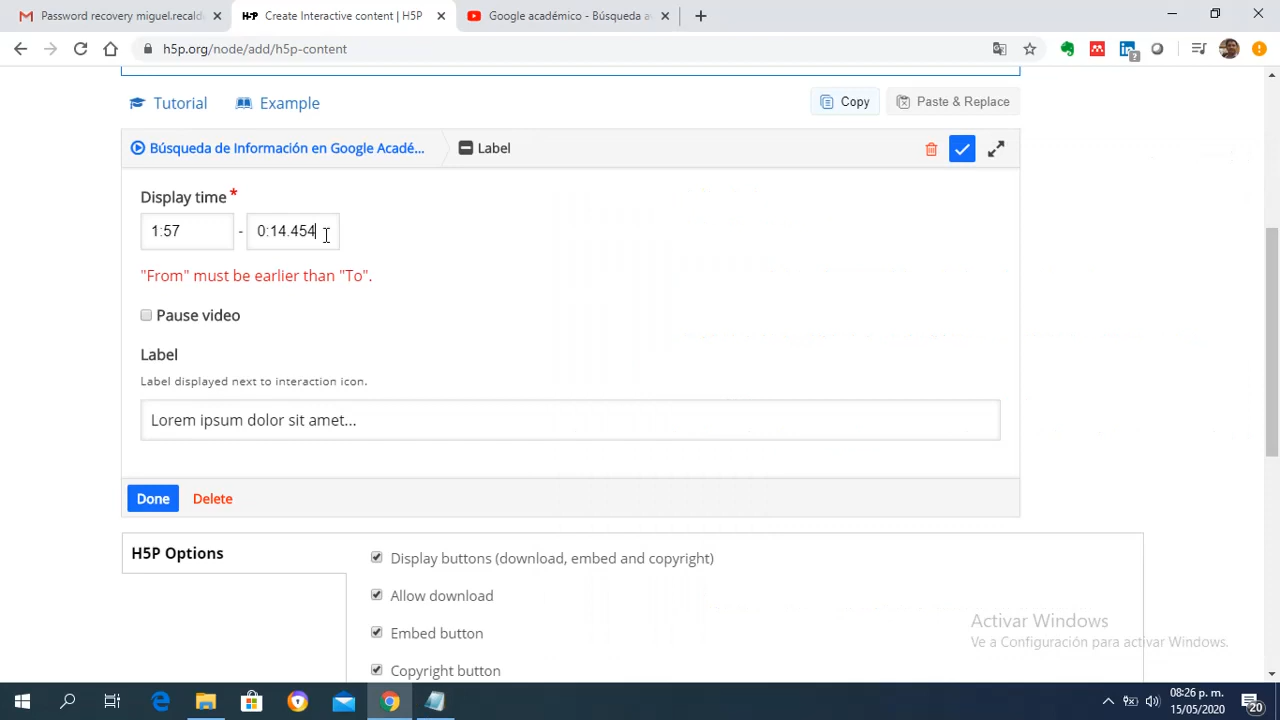 Password recovery miguel.recald
Create Interactive content | H5P
Google académico - Búsqueda av
h5p.org/node/add/h5p-content
Tutorial
Example
Copy
Paste & Replace
Búsqueda de Información en Google Acadé...
Label
Display time *
1:57 - 0:14.454
"From" must be earlier than "To".
Pause video
Label
Label displayed next to interaction icon.
Lorem ipsum dolor sit amet...
Done
Delete
H5P Options
Display buttons (download, embed and copyright)
Allow download
Embed button
Copyright button
Activar Windows
Ve a Configuración para activar Windows.
08:26 p. m.
15/05/2020
20